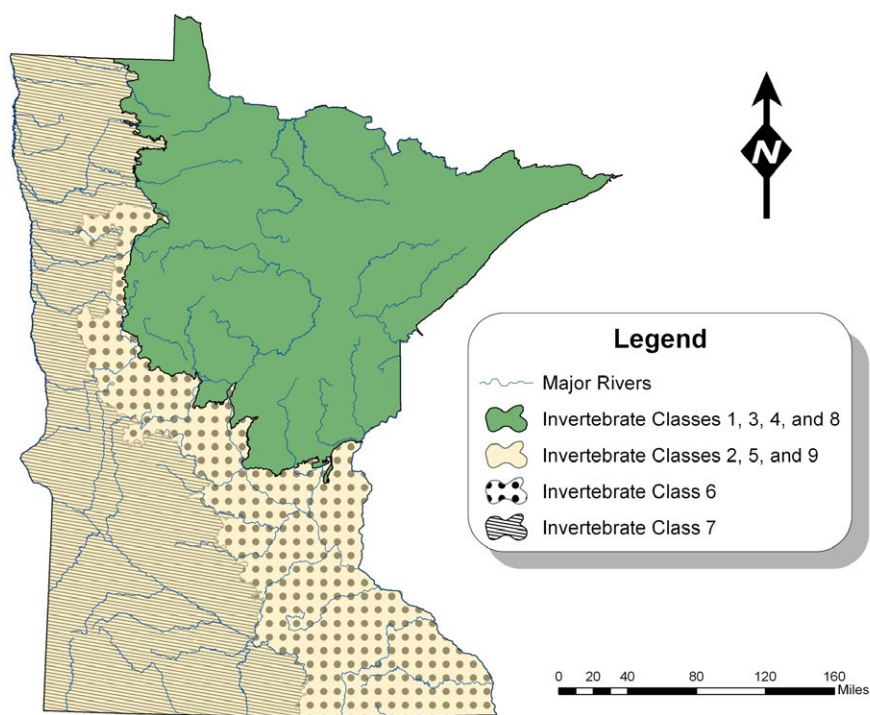 N
Legend
Major Rivers
Invertebrate Classes 1, 3, 4, and 8
Invertebrate Classes 2, 5, and 9
Invertebrate Class 6
Invertebrate Class 7
0 20 40 80 120 160
Miles